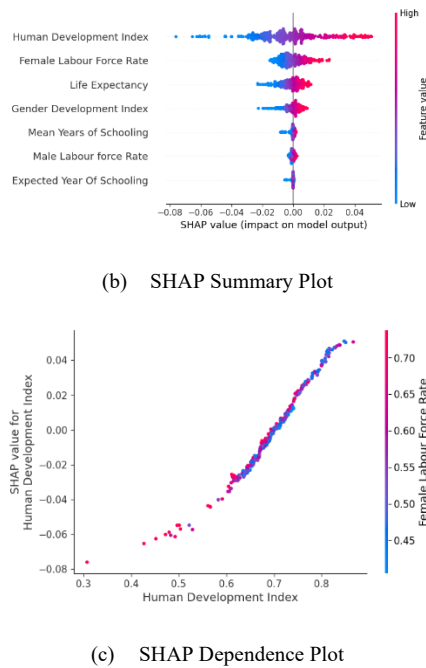 High
Human Development Index
Female Labour Force Rate
Life Expectancy
Gender Development Index
Mean Years of Schooling
Male Labour force Rate
Expected Year Of Schooling
Feature value
Low
-0.08 -0.06 -0.04 -0.02 0.00 0.02 0.04
SHAP value (impact on model output)
(b) SHAP Summary Plot
SHAP value for
Human Development Index
0.04
0.02
0.00
-0.02
-0.04
-0.06
-0.08
0.3 0.4 0.5 0.6 0.7 0.8
Human Development Index
0.70
0.65
0.60
0.55
0.50
0.45
Female Labour Force Rate
(c) SHAP Dependence Plot